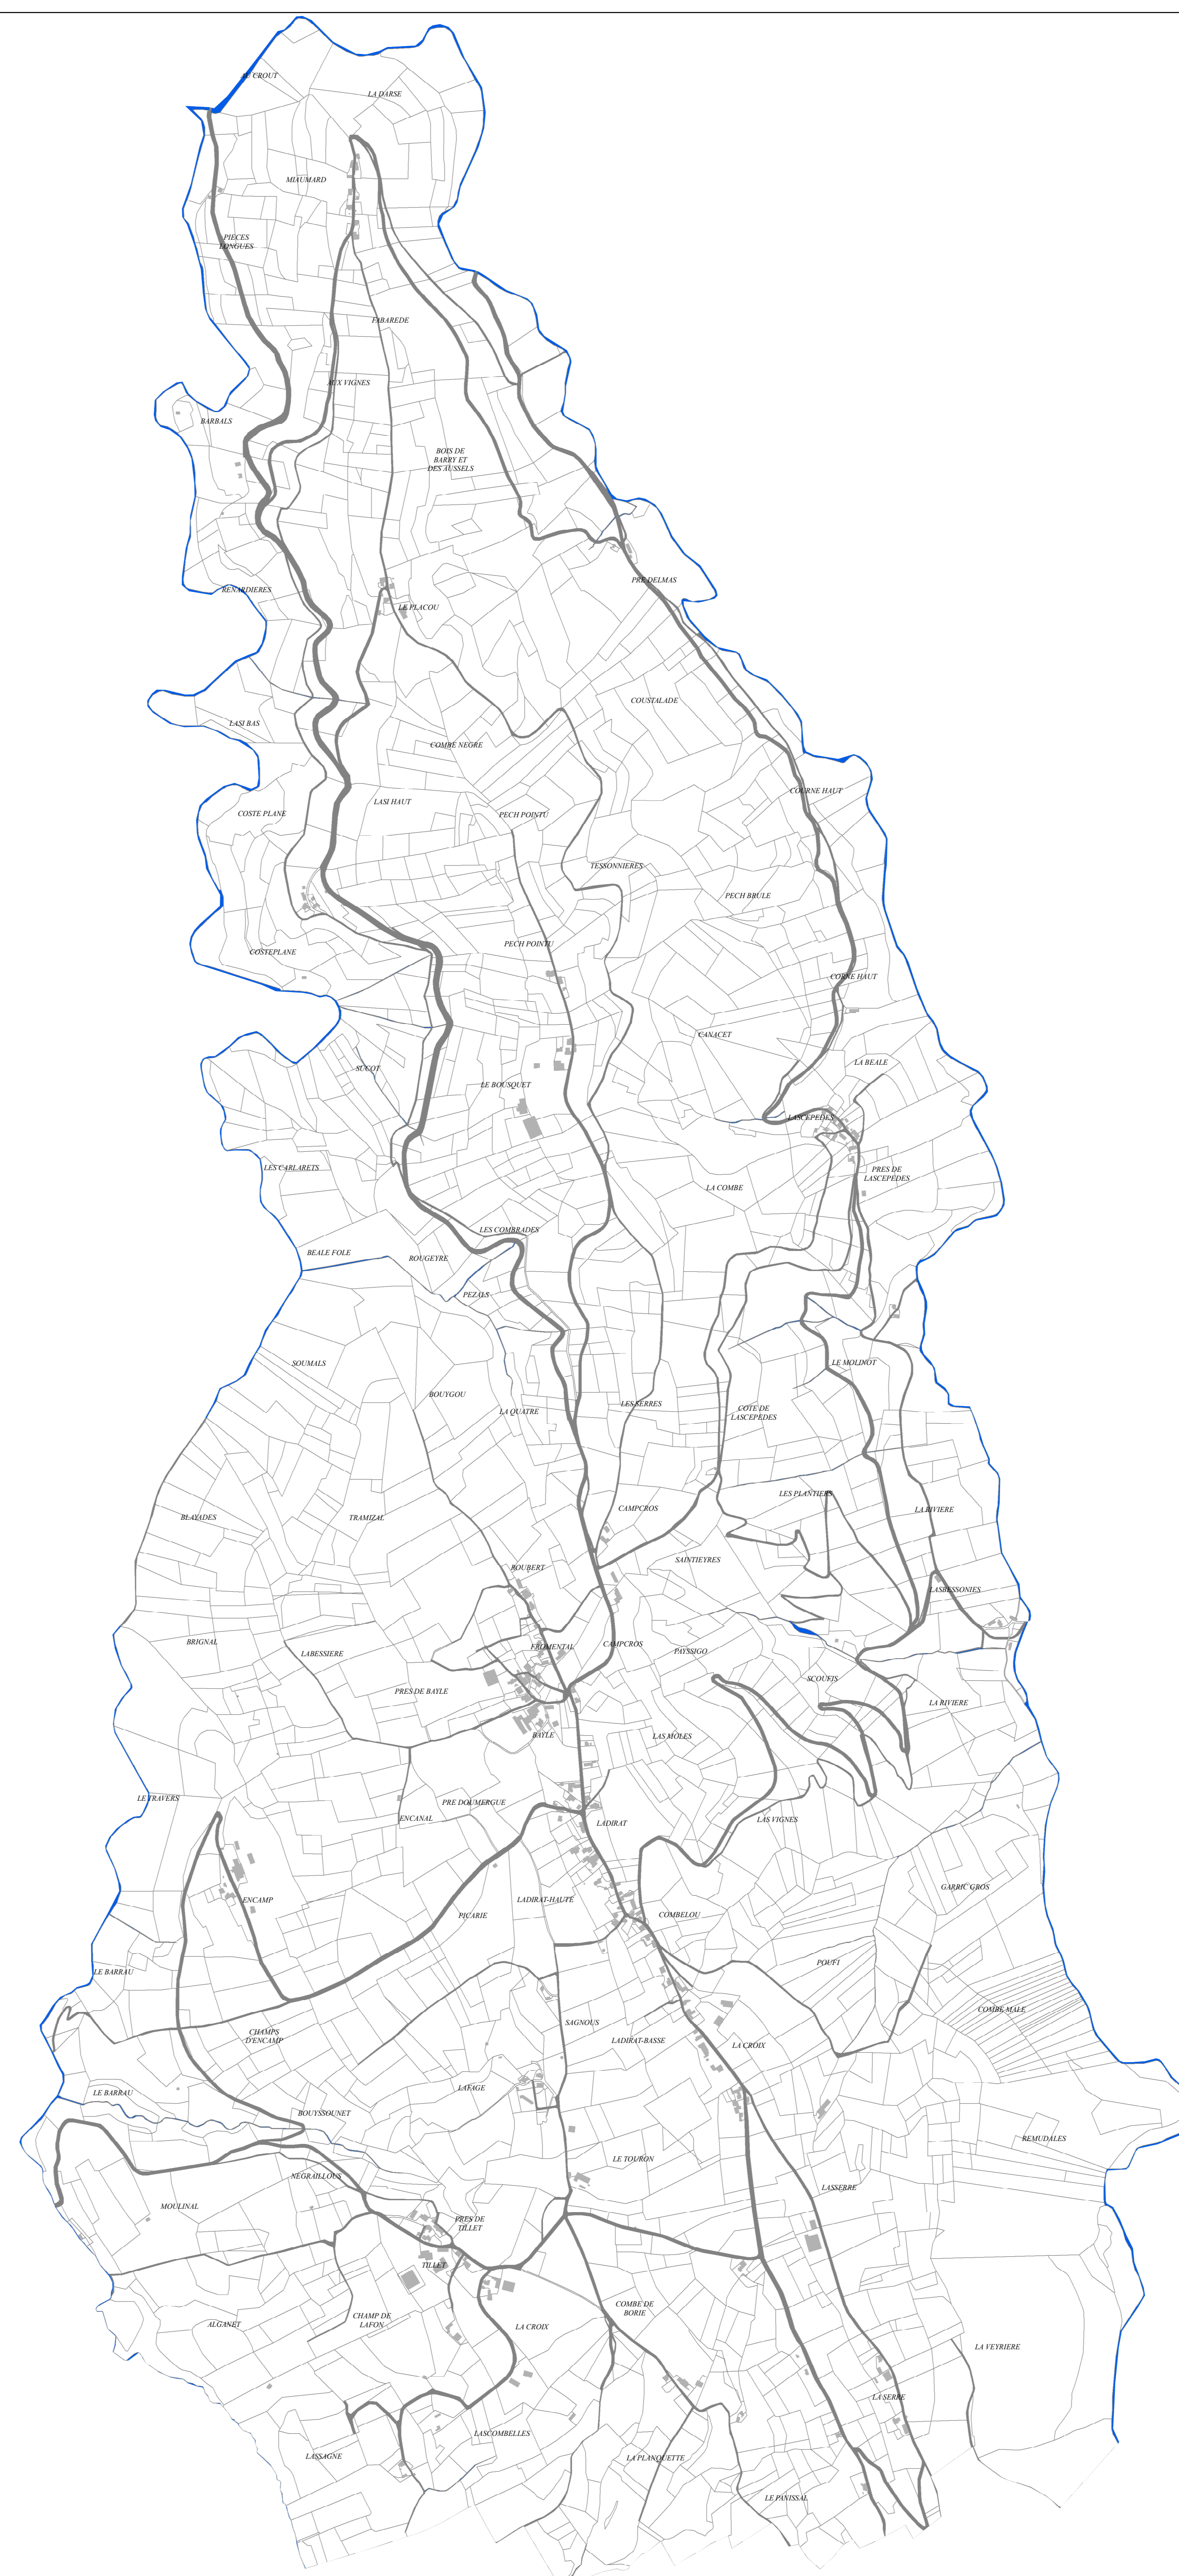 AU CROUT
LA DARSE
MIAUMARD
PIECES
LONGUES
FABAREDE
AUX VIGNES
BARBALS
BOIS DE
BARRY ET
DES AUSSELS
PRE DELMAS
RENARDIERES
LE PLACOU
COUSTALADE
LASI BAS
COMBE NEGRE
COURNE HAUT
LASI HAUT
COSTE PLANE
PECH POINTU
TESSONNIERES
PECH BRULE
PECH POINTU
COSTEPLANE
CORNE HAUT
CANACET
LA BEALE
SUCOT
LE BOUSQUET
LASCEPEDES
LES CARLARETS
PRES DE
LASCEPEDES
LA COMBE
LES COMBRADES
BEALE FOLE
ROUGEYRE
PEZALS
SOUMALS
LE MOLINOT
BOUYGOU
LES SERRES
LA QUATRE
COTE DE
LASCEPEDES
LES PLANTIERS
CAMPCROS
LA RIVIERE
BLAYADES
TRAMIZAL
SAINTIEYRES
ROUBERT
LASBESSONIES
BRIGNAL
FROMENTAL
CAMPCROS
LABESSIERE
PAYSSIGO
SCOUFIS
PRES DE BAYLE
LA RIVIERE
BAYLE
LAS MOLES
LE TRAVERS
PRE DOUMERGUE
ENCANAL
LADIRAT
LAS VIGNES
GARRIC GROS
ENCAMP
LADIRAT-HAUTE
PICARIE
COMBELOU
POUFI
LE BARRAU
COMBE MALE
SAGNOUS
CHAMPS
D'ENCAMP
LADIRAT-BASSE
LA CROIX
LAFAGE
LE BARRAU
BOUYSSOUNET
REMUDALES
LE TOURON
NEGRAILLOUS
LASSERRE
MOULINAL
PRES DE
TILLET
TILLET
COMBE DE
BORIE
CHAMP DE
LAFON
ALGANET
LA CROIX
LA VEYRIERE
LA SERRE
LASCOMBELLES
LASSAGNE
LA PLANQUETTE
LE PANISSAL